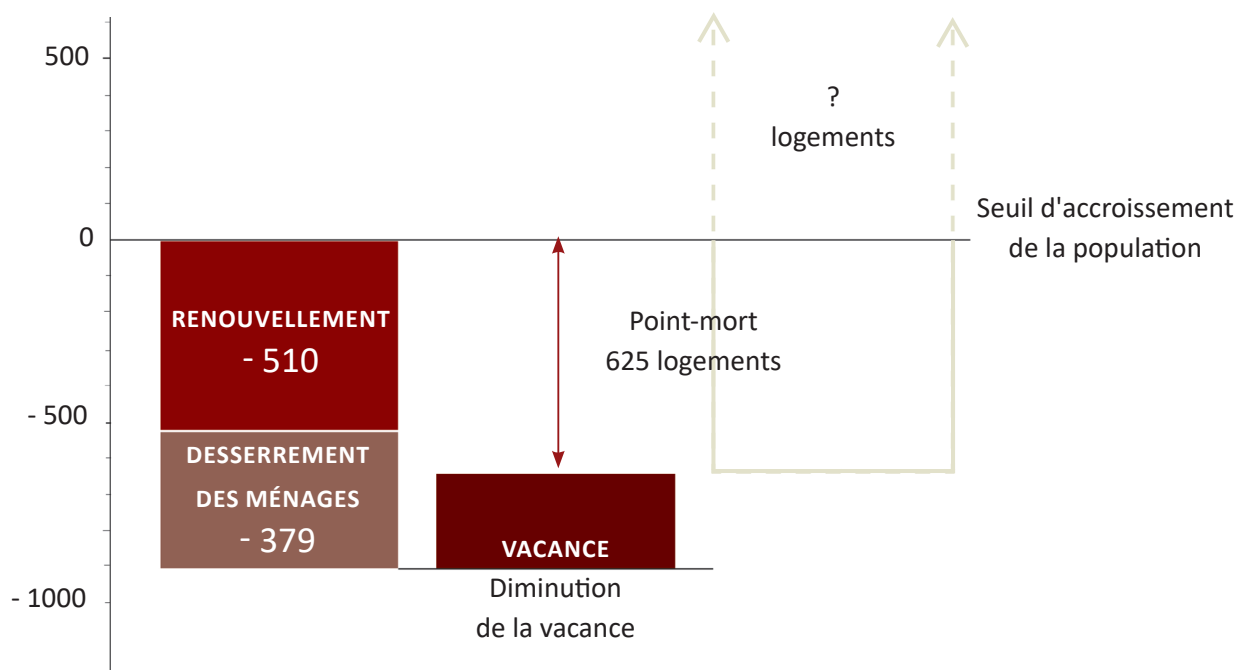 500
0
- 500
- 1000
RENOUVELLEMENT
- 510
DESSERREMENT
DES MÉNAGES
- 379
VACANCE
Diminution
de la vacance
Point-mort
625 logements
?
logements
Seuil d'accroissement
de la population